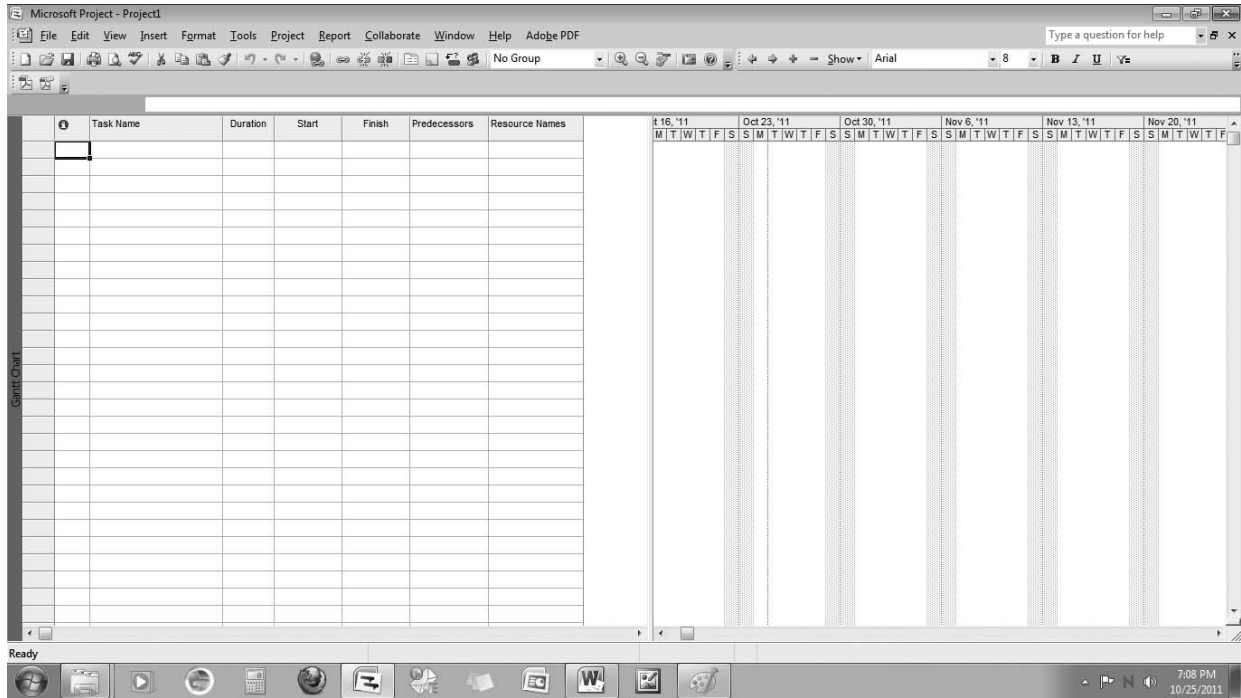 Microsoft Project - Project1
File Edit View Insert Format Tools Project Report Collaborate Window Help Adobe PDF Type a question for help
No Group Show Arial 8 B I U
Task Name Duration Start Finish Predecessors Resource Names
t 16, '11 Oct 23, '11 Oct 30, '11 Nov 6, '11 Nov 13, '11 Nov 20, '11
M T W T F S S M T W T F S S M T W T F S S M T W T F S S M T W T F S S M T W T F
Gantt Chart
Ready
7:08 PM
10/25/2011